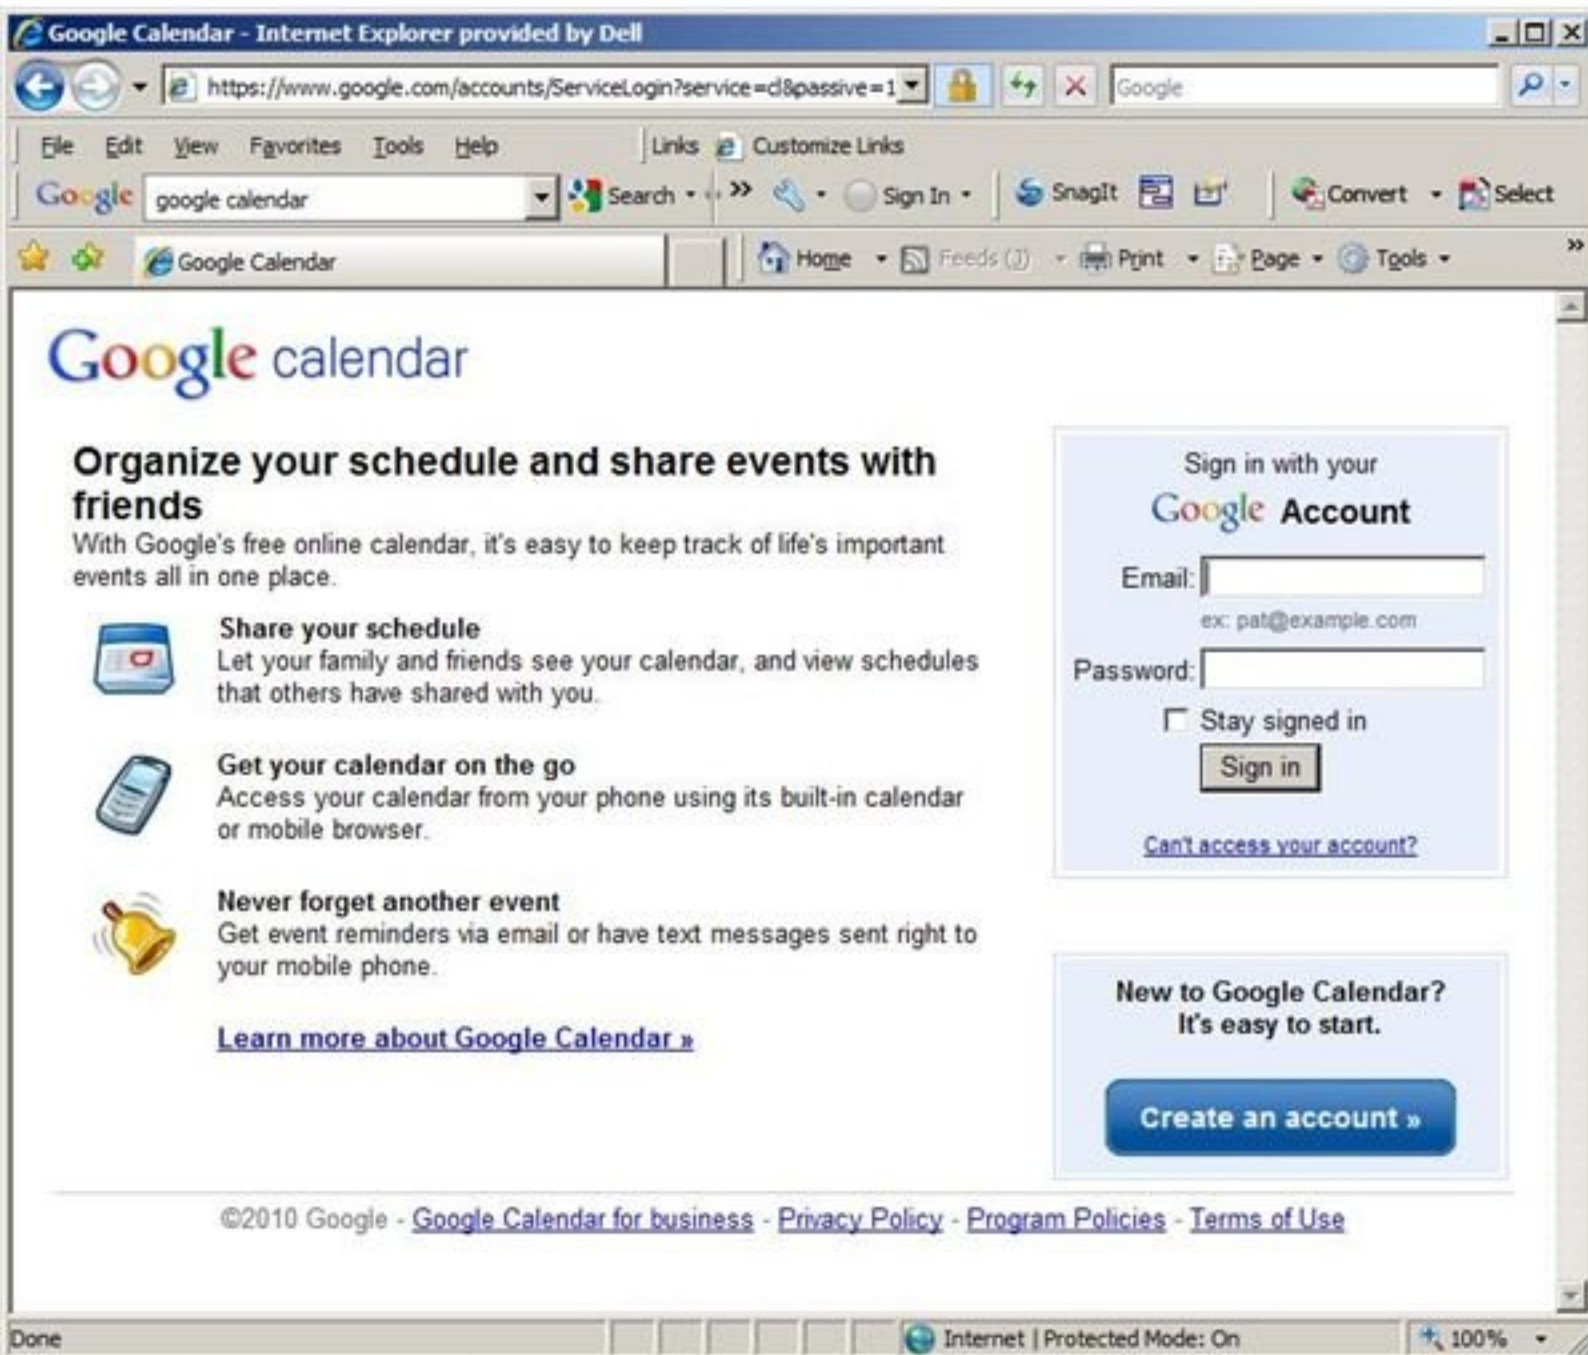 Google Calendar - Internet Explorer provided by Dell
https://www.google.com/accounts/ServiceLogin?service=cl&passive=1
Google
File Edit View Favorites Tools Help Links Customize Links
Google google calendar Search » Sign In SnagIt Convert Select
Google Calendar Home Feeds (J) Print Page Tools »
Google calendar
Organize your schedule and share events with
friends
With Google's free online calendar, it's easy to keep track of life's important
events all in one place.
Share your schedule
Let your family and friends see your calendar, and view schedules
that others have shared with you.
Get your calendar on the go
Access your calendar from your phone using its built-in calendar
or mobile browser.
Never forget another event
Get event reminders via email or have text messages sent right to
your mobile phone.
Learn more about Google Calendar »
Sign in with your
Google Account
Email:
ex: pat@example.com
Password:
Stay signed in
Sign in
Can't access your account?
New to Google Calendar?
It's easy to start.
Create an account »
©2010 Google - Google Calendar for business - Privacy Policy - Program Policies - Terms of Use
Done Internet | Protected Mode: On 100%